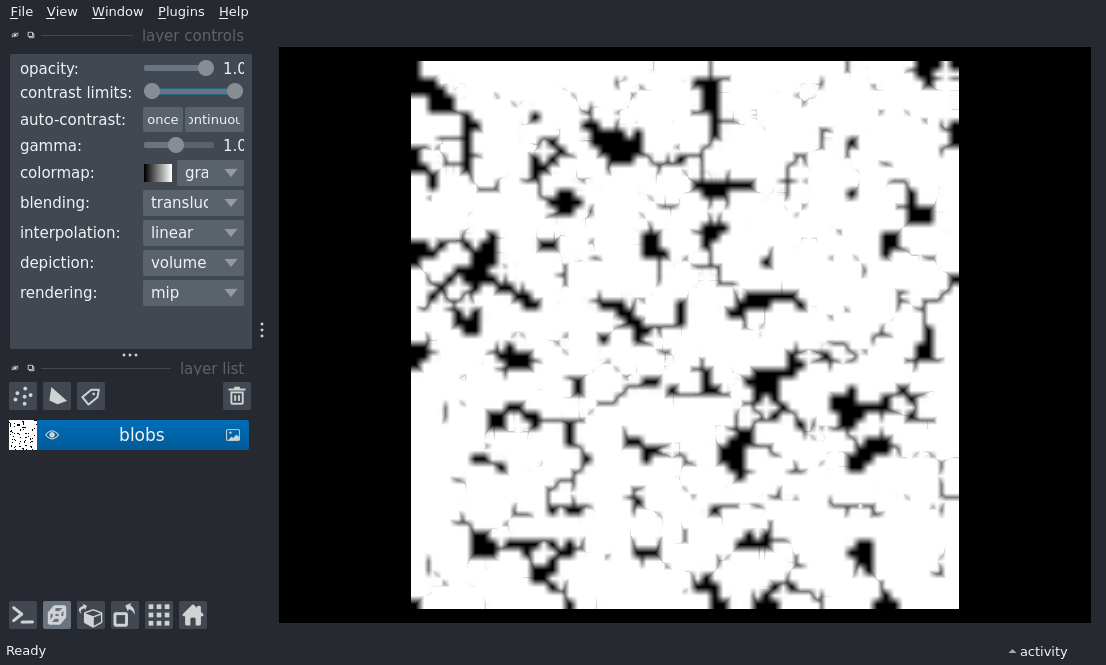 File View Window Plugins Help
layer controls
opacity: 1.0
contrast limits:
auto-contrast: once ontinuou
gamma: 1.0
colormap: gra
blending: transluc
interpolation: linear
depiction: volume
rendering: mip
layer list
blobs
Ready
activity